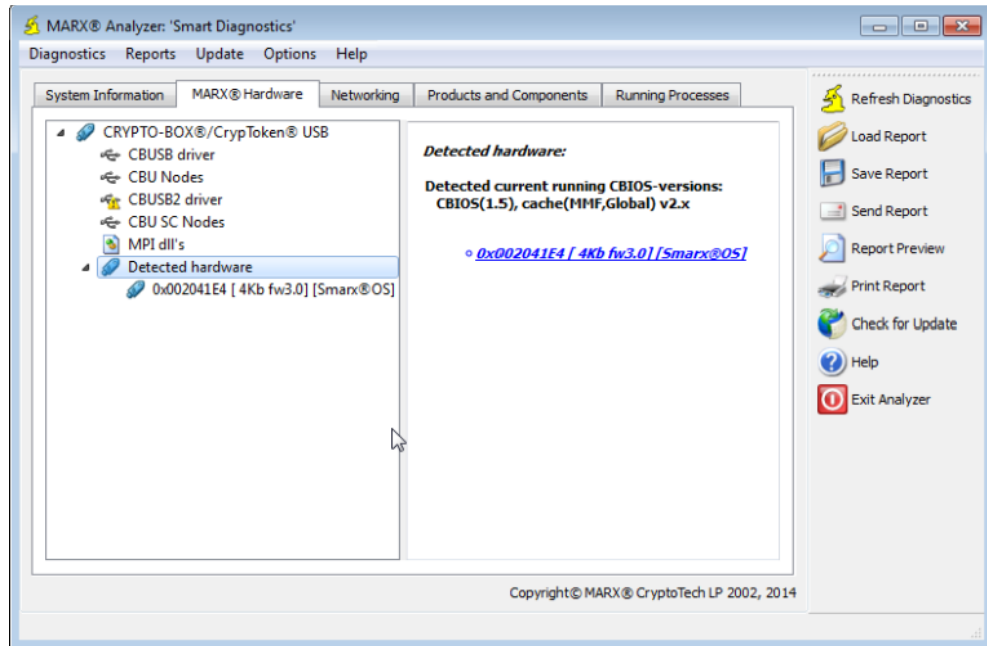 MARX® Analyzer: 'Smart Diagnostics'
Diagnostics Reports Update Options Help
System Information MARX® Hardware Networking Products and Components Running Processes
CRYPTO-BOX®/CrypToken® USB
CBUSB driver
CBU Nodes
CBUSB2 driver
CBU SC Nodes
MPI dll's
Detected hardware
0x002041E4 [ 4Kb fw3.0] [Smarx®OS]
Detected hardware:
Detected current running CBIOS-versions:
CBIOS(1.5), cache(MMF,Global) v2.x
0x002041E4 [ 4Kb fw3.0] [Smarx®OS]
Refresh Diagnostics
Load Report
Save Report
Send Report
Report Preview
Print Report
Check for Update
Help
Exit Analyzer
Copyright© MARX® CryptoTech LP 2002, 2014